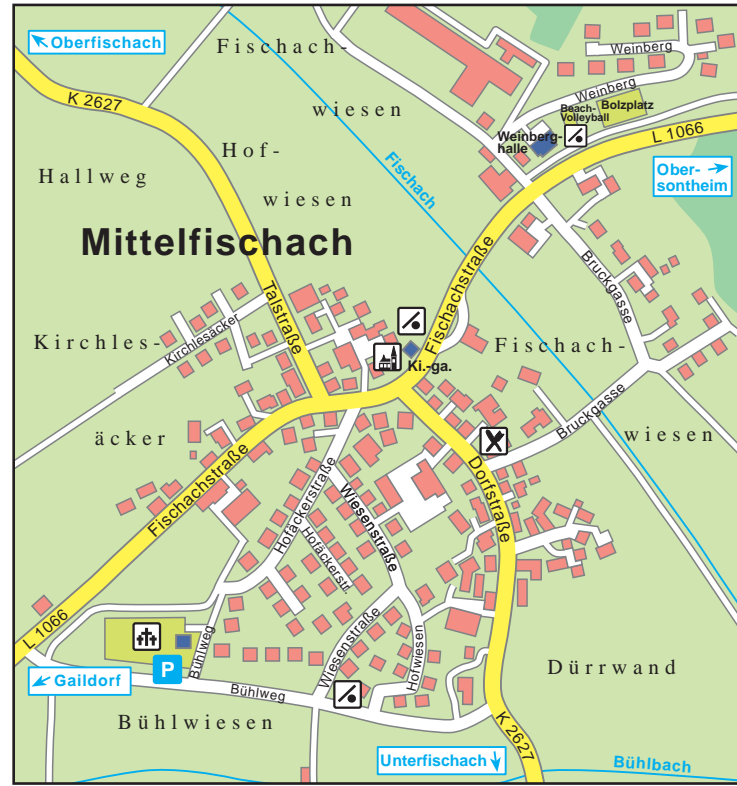 Oberfischach
K 2627
Fischach-
wiesen
Weinberg
Weinberg
Beach-
Volleyball
Bolzplatz
Weinberg-
halle
L 1066
Ober-
sontheim
Hallweg
Hof-
wiesen
Fischach
Mittelfischach
Talstraße
Fischachstraße
Bruckgasse
Kirchles-
äcker
Kirchlesäcker
Ki.-ga.
Fischach-
wiesen
Bruckgasse
Dorfstraße
Fischachstraße
Hofäckerstraße
Hofäckerstr.
Wiesenstraße
Wiesenstraße
Hofwiesen
L 1066
Bühlweg
P
Gaildorf
Bühlweg
Bühlwiesen
Dürrwand
K 2627
Unterfischach
Bühlbach